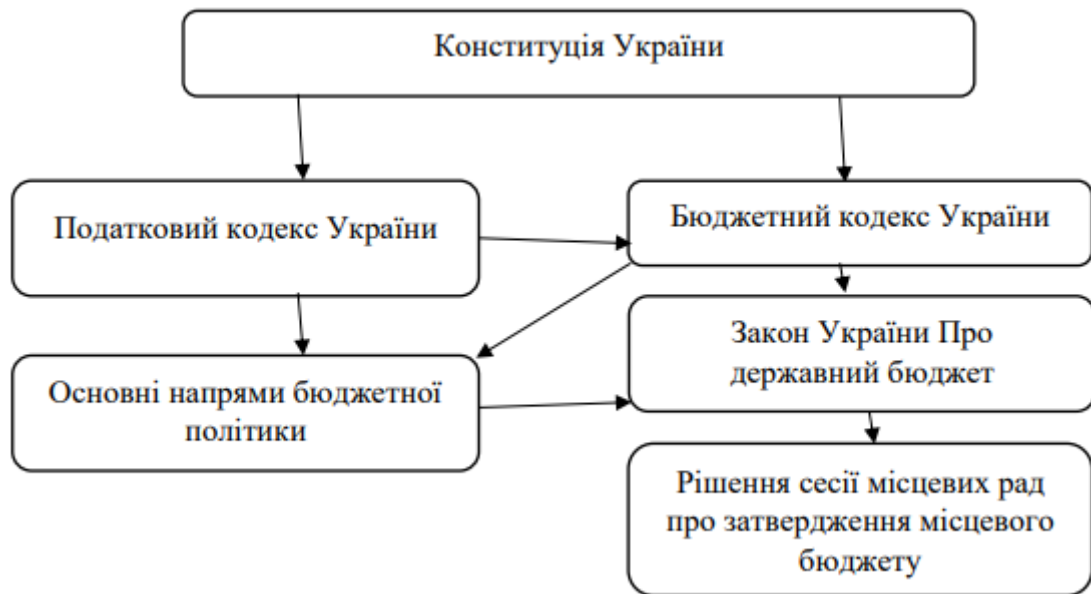 Конституція України
Податковий кодекс України
Бюджетний кодекс України
Закон України Про
державний бюджет
Основні напрями бюджетної
політики
Рішення сесії місцевих рад
про затвердження місцевого
бюджету